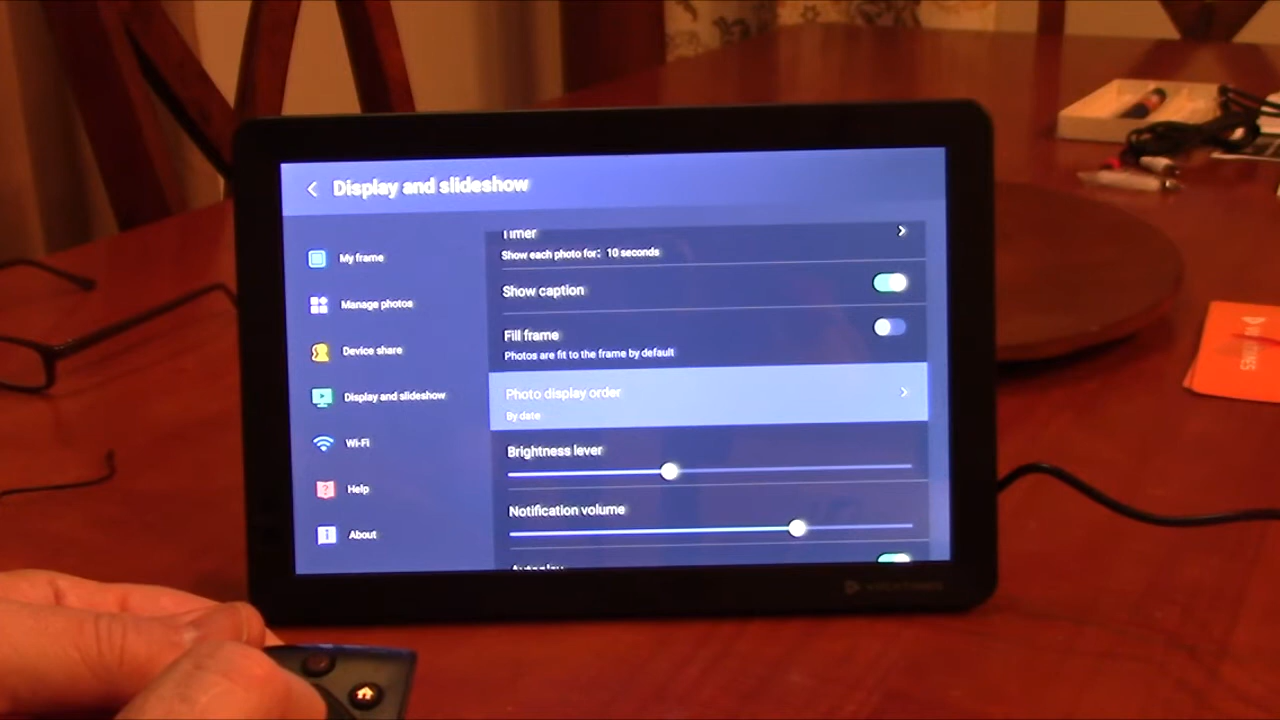 Display and slideshow
My frame
Manage photos
Device share
Display and slideshow
Wi-Fi
Help
About
Timer
Show each photo for: 10 seconds
Show caption
Fill frame
Photos are fit to the frame by default
Photo display order
By date
Brightness lever
Notification volume
Autoplay